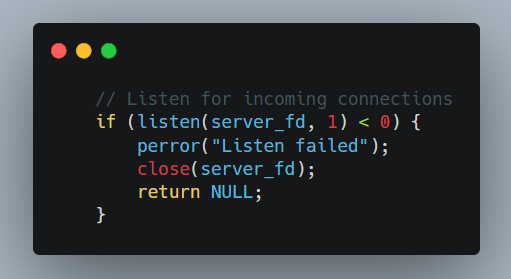 // Listen for incoming connections
if (listen(server_fd, 1) < 0) {
    perror("Listen failed");
    close(server_fd);
    return NULL;
}